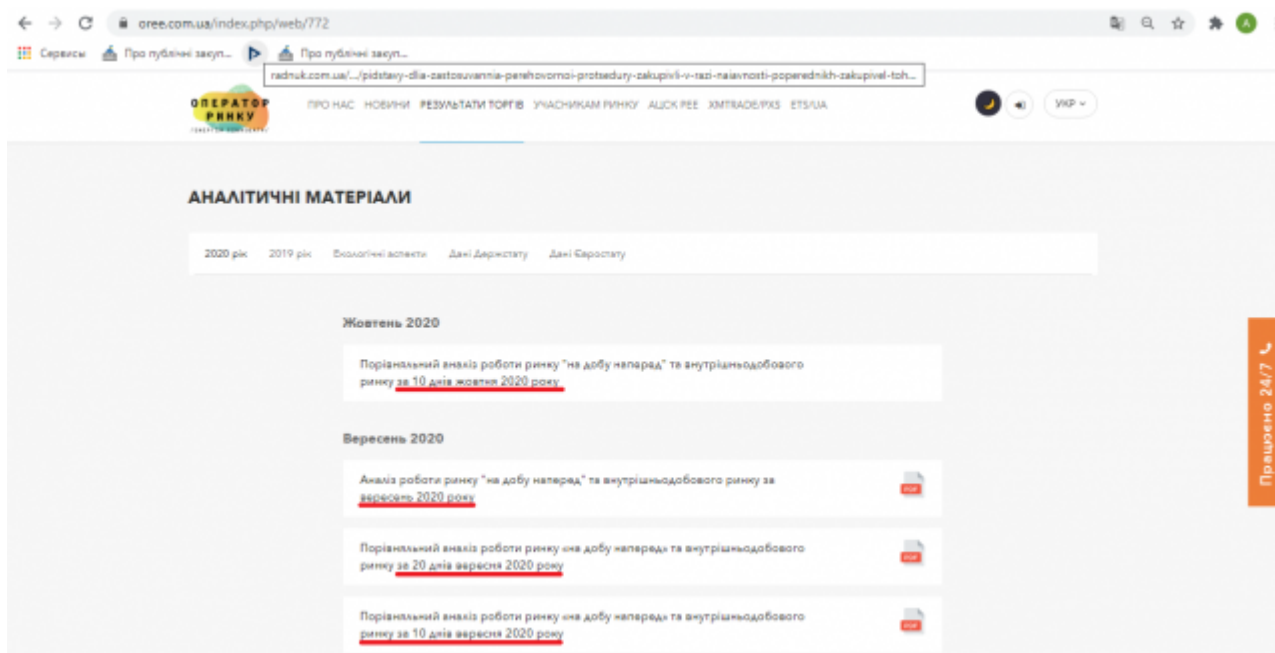 oree.com.ua/index.php/web/772
Сервисы Про публічні закуп... Про публічні закуп...
radnuk.com.ua/.../pidstavy-dlia-zastosuvannia-perehovornoi-protsedury-zakupivli-v-razi-naiavnosti-poperednikh-zakupivel-toh...
ОПЕРАТОР
РИНКУ
ПРО НАС НОВИНИ РЕЗУЛЬТАТИ ТОРГІВ УЧАСНИКАМ РИНКУ АЦСК РЕЕ XMTRADE/PXS ETS/UA
УКР
АНАЛІТИЧНІ МАТЕРІАЛИ
2020 рік 2019 рік Екологічні аспекти Дані Держстату Дані Євростату
Жовтень 2020
Порівняльний аналіз роботи ринку "на добу наперед" та внутрішньодобового
ринку за 10 днів жовтня 2020 року
Вересень 2020
Аналіз роботи ринку "на добу наперед" та внутрішньодобового ринку за
вересень 2020 року
PDF
Порівняльний аналіз роботи ринку «на добу наперед» та внутрішньодобового
ринку за 20 днів вересня 2020 року
PDF
Порівняльний аналіз роботи ринку «на добу наперед» та внутрішньодобового
ринку за 10 днів вересня 2020 року
PDF
Працюємо 24/7